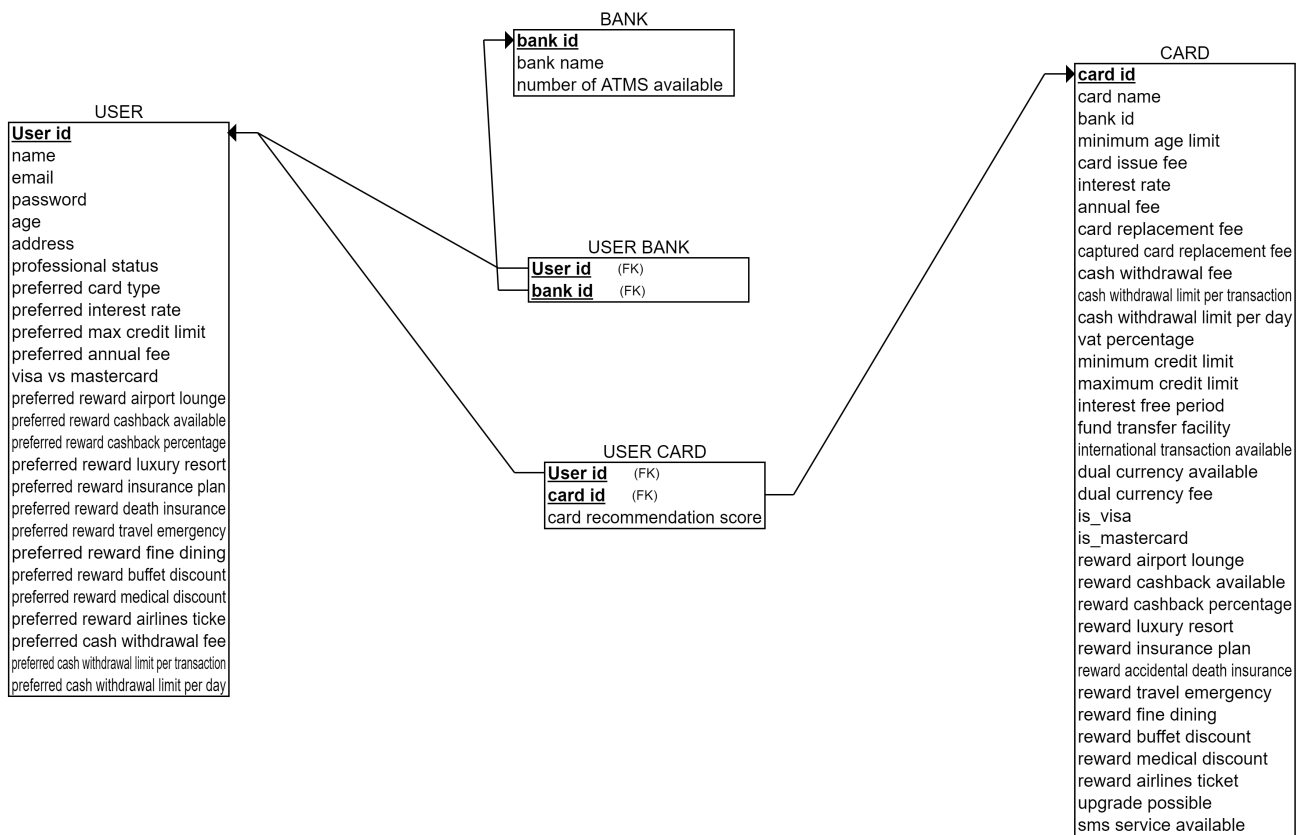 BANK
bank id
bank name
number of ATMS available
USER
User id
name
email
password
age
address
professional status
preferred card type
preferred interest rate
preferred max credit limit
preferred annual fee
visa vs mastercard
preferred reward airport lounge
preferred reward cashback available
preferred reward cashback percentage
preferred reward luxury resort
preferred reward insurance plan
preferred reward death insurance
preferred reward travel emergency
preferred reward fine dining
preferred reward buffet discount
preferred reward medical discount
preferred reward airlines ticke
preferred cash withdrawal fee
preferred cash withdrawal limit per transaction
preferred cash withdrawal limit per day
USER BANK
User id (FK)
bank id (FK)
USER CARD
User id (FK)
card id (FK)
card recommendation score
CARD
card id
card name
bank id
minimum age limit
card issue fee
interest rate
annual fee
card replacement fee
captured card replacement fee
cash withdrawal fee
cash withdrawal limit per transaction
cash withdrawal limit per day
vat percentage
minimum credit limit
maximum credit limit
interest free period
fund transfer facility
international transaction available
dual currency available
dual currency fee
is_visa
is_mastercard
reward airport lounge
reward cashback available
reward cashback percentage
reward luxury resort
reward insurance plan
reward accidental death insurance
reward travel emergency
reward fine dining
reward buffet discount
reward medical discount
reward airlines ticket
upgrade possible
sms service available